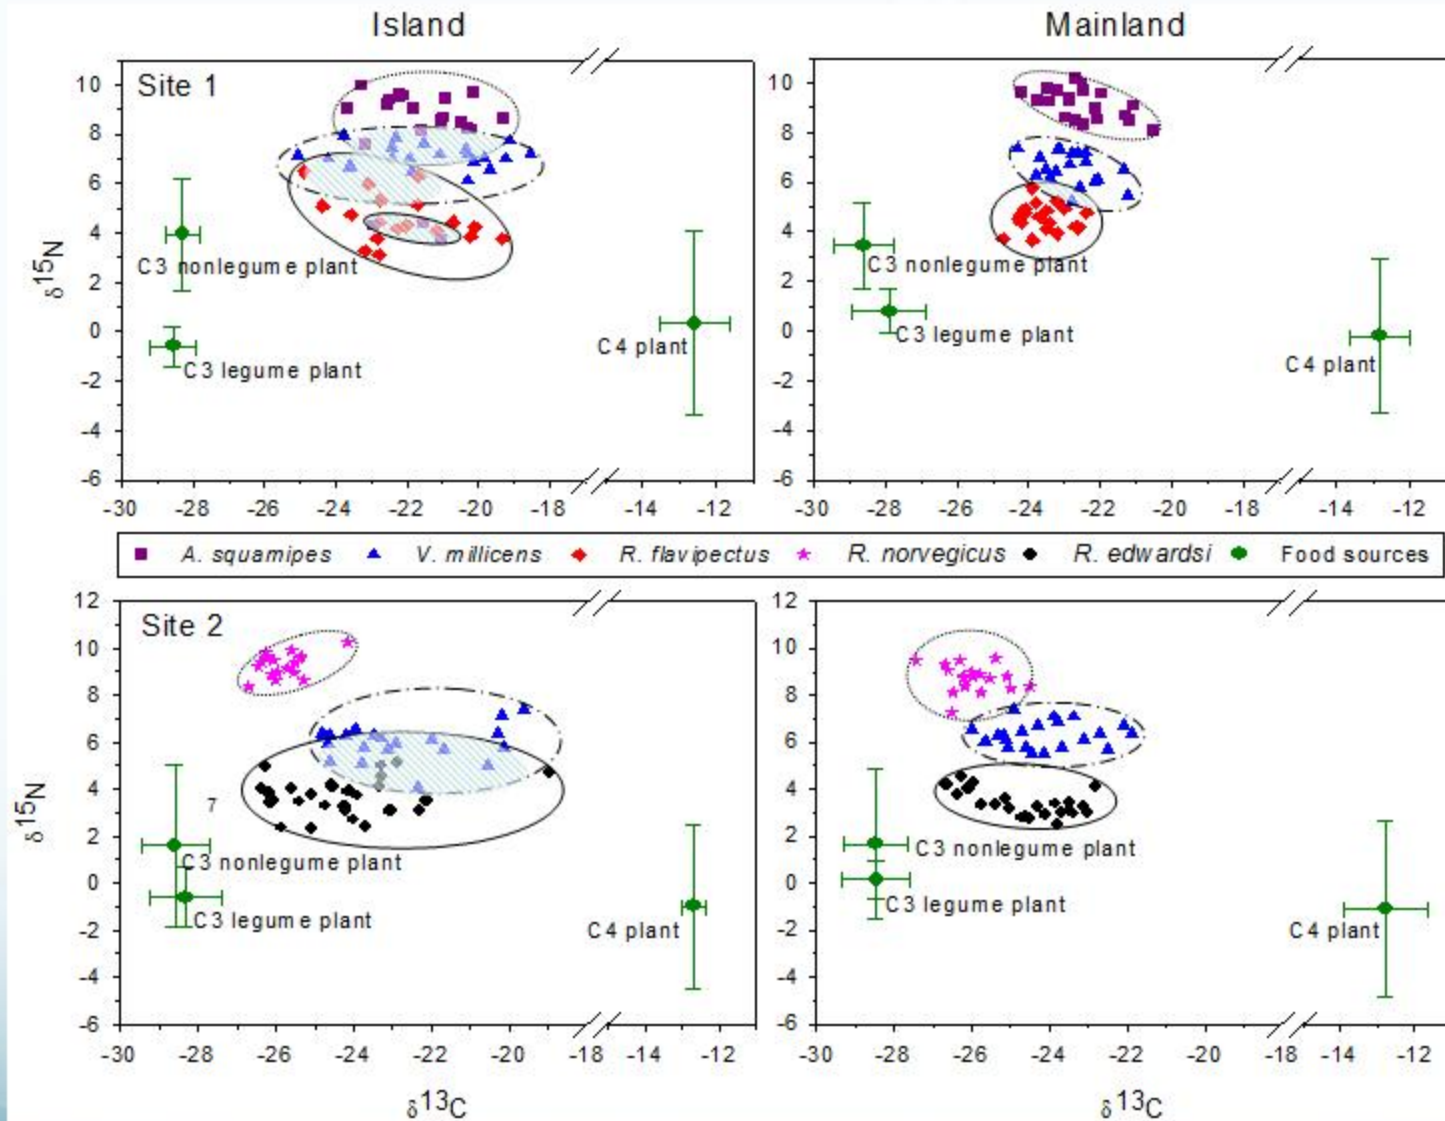 Island
Mainland
Site 1
δ15N
10
8
6
4
2
0
-2
-4
-6
C3 nonlegume plant
C3 legume plant
C4 plant
-30 -28 -26 -24 -22 -20 -18 -14 -12
10
8
6
4
2
0
-2
-4
-6
C3 nonlegume plant
C3 legume plant
C4 plant
-30 -28 -26 -24 -22 -20 -18 -14 -12
A. squamipes V. millicens R. flavipectus R. norvegicus R. edwardsi Food sources
Site 2
δ15N
12
10
8
6
4
2
0
-2
-4
-6
7
C3 nonlegume plant
C3 legume plant
C4 plant
-30 -28 -26 -24 -22 -20 -18 -14 -12
δ13C
12
10
8
6
4
2
0
-2
-4
-6
C3 nonlegume plant
C3 legume plant
C4 plant
-30 -28 -26 -24 -22 -20 -18 -14 -12
δ13C